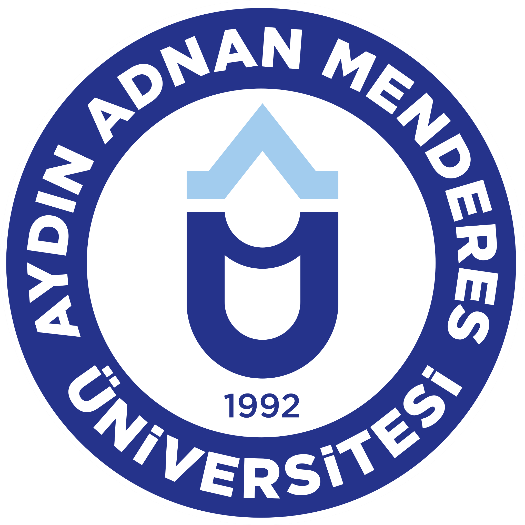 AYDIN ADNAN MENDERES
ÜNİVERSİTESİ
1992